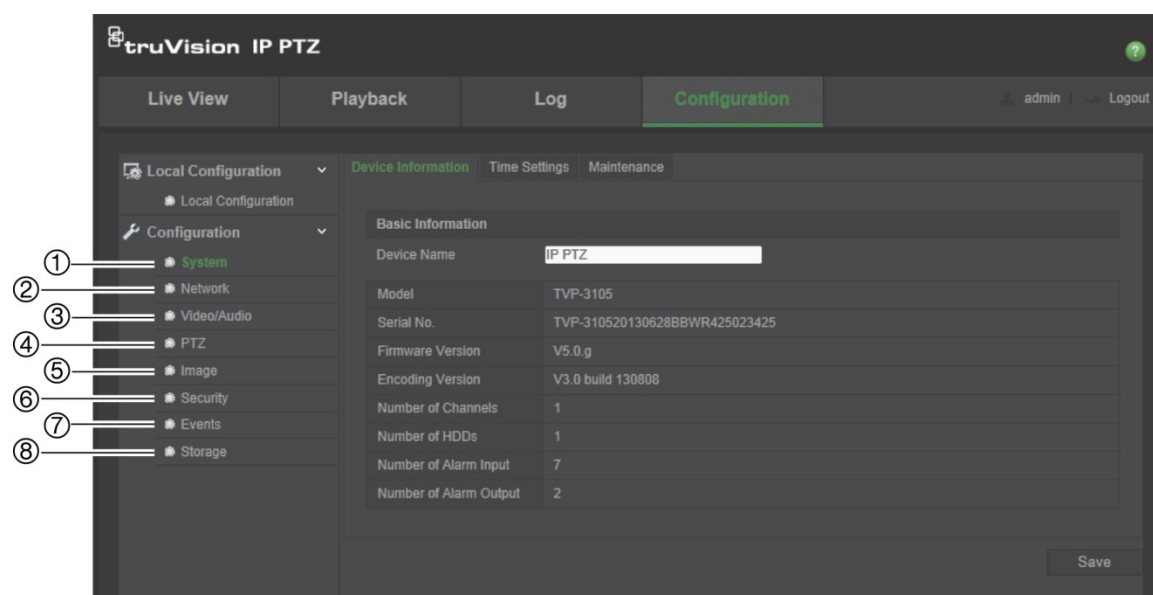 truVision IP PTZ
?
Live View Playback Log Configuration admin | Logout
Local Configuration
Local Configuration
Configuration
① System
② Network
③ Video/Audio
④ PTZ
⑤ Image
⑥ Security
⑦ Events
⑧ Storage
Device Information Time Settings Maintenance
Basic Information
Device Name IP PTZ
Model TVP-3105
Serial No. TVP-310520130628BBWR425023425
Firmware Version V5.0.g
Encoding Version V3.0 build 130808
Number of Channels 1
Number of HDDs 1
Number of Alarm Input 7
Number of Alarm Output 2
Save